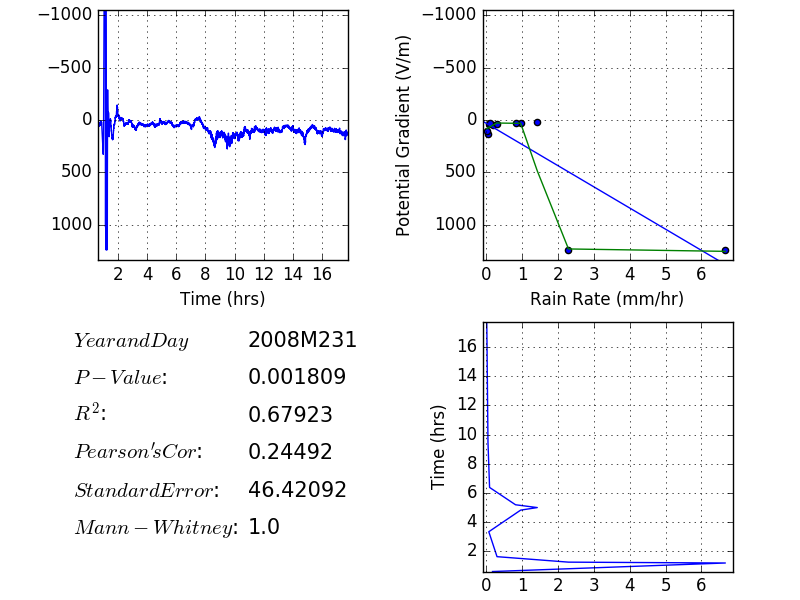 −1000
−500
0
500
1000
2 4 6 8 10 12 14 16
Time (hrs)
−1000
−500
0
500
1000
Potential Gradient (V/m)
0 1 2 3 4 5 6
Rain Rate (mm/hr)
YearandDay 2008M231
P−Value: 0.001809
R²: 0.67923
Pearson'sCor: 0.24492
StandardError: 46.42092
Mann−Whitney: 1.0
16
14
12
10
8
6
4
2
Time (hrs)
0 1 2 3 4 5 6